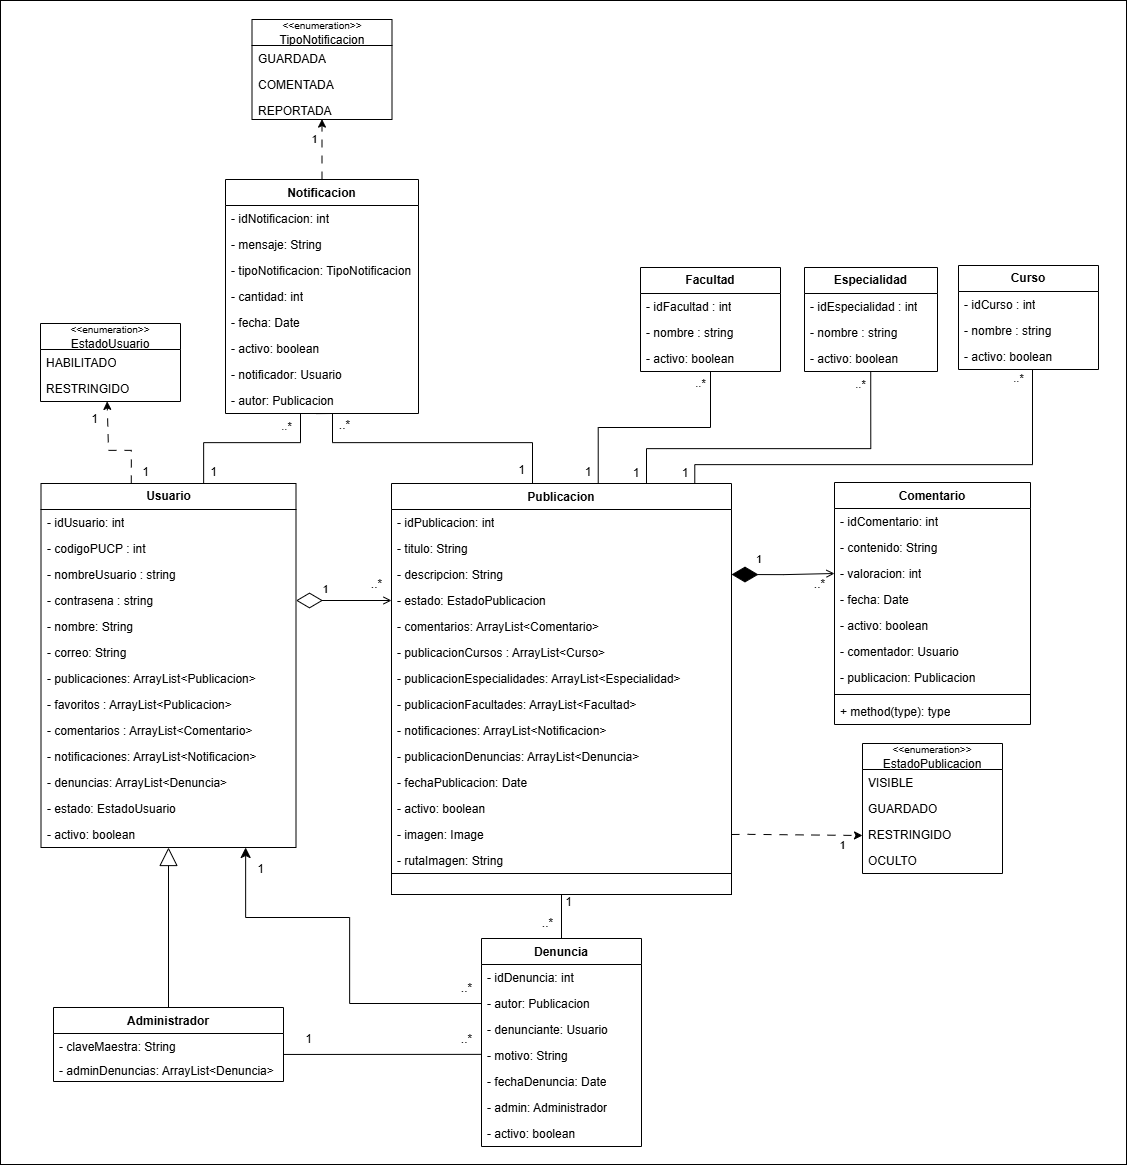 <<enumeration>>
TipoNotificacion
GUARDADA
COMENTADA
REPORTADA
1
Notificacion
- idNotificacion: int
- mensaje: String
- tipoNotificacion: TipoNotificacion
- cantidad: int
- fecha: Date
- activo: boolean
- notificador: Usuario
- autor: Publicacion
..*
..*
Facultad
- idFacultad : int
- nombre : string
- activo: boolean
..*
Especialidad
- idEspecialidad : int
- nombre : string
- activo: boolean
..*
Curso
- idCurso : int
- nombre : string
- activo: boolean
..*
<<enumeration>>
EstadoUsuario
HABILITADO
RESTRINGIDO
1
1
1
1
1
1
1
Usuario
- idUsuario: int
- codigoPUCP : int
- nombreUsuario : string
- contrasena : string
- nombre: String
- correo: String
- publicaciones: ArrayList<Publicacion>
- favoritos : ArrayList<Publicacion>
- comentarios : ArrayList<Comentario>
- notificaciones: ArrayList<Notificacion>
- denuncias: ArrayList<Denuncia>
- estado: EstadoUsuario
- activo: boolean
1
..*
Publicacion
- idPublicacion: int
- titulo: String
- descripcion: String
- estado: EstadoPublicacion
- comentarios: ArrayList<Comentario>
- publicacionCursos : ArrayList<Curso>
- publicacionEspecialidades: ArrayList<Especialidad>
- publicacionFacultades: ArrayList<Facultad>
- notificaciones: ArrayList<Notificacion>
- publicacionDenuncias: ArrayList<Denuncia>
- fechaPublicacion: Date
- activo: boolean
- imagen: Image
- rutaImagen: String
1
..*
Comentario
- idComentario: int
- contenido: String
- valoracion: int
- fecha: Date
- activo: boolean
- comentador: Usuario
- publicacion: Publicacion
+ method(type): type
<<enumeration>>
EstadoPublicacion
VISIBLE
GUARDADO
RESTRINGIDO
OCULTO
1
1
1
..*
Denuncia
- idDenuncia: int
- autor: Publicacion
- denunciante: Usuario
- motivo: String
- fechaDenuncia: Date
- admin: Administrador
- activo: boolean
..*
1
..*
Administrador
- claveMaestra: String
- adminDenuncias: ArrayList<Denuncia>